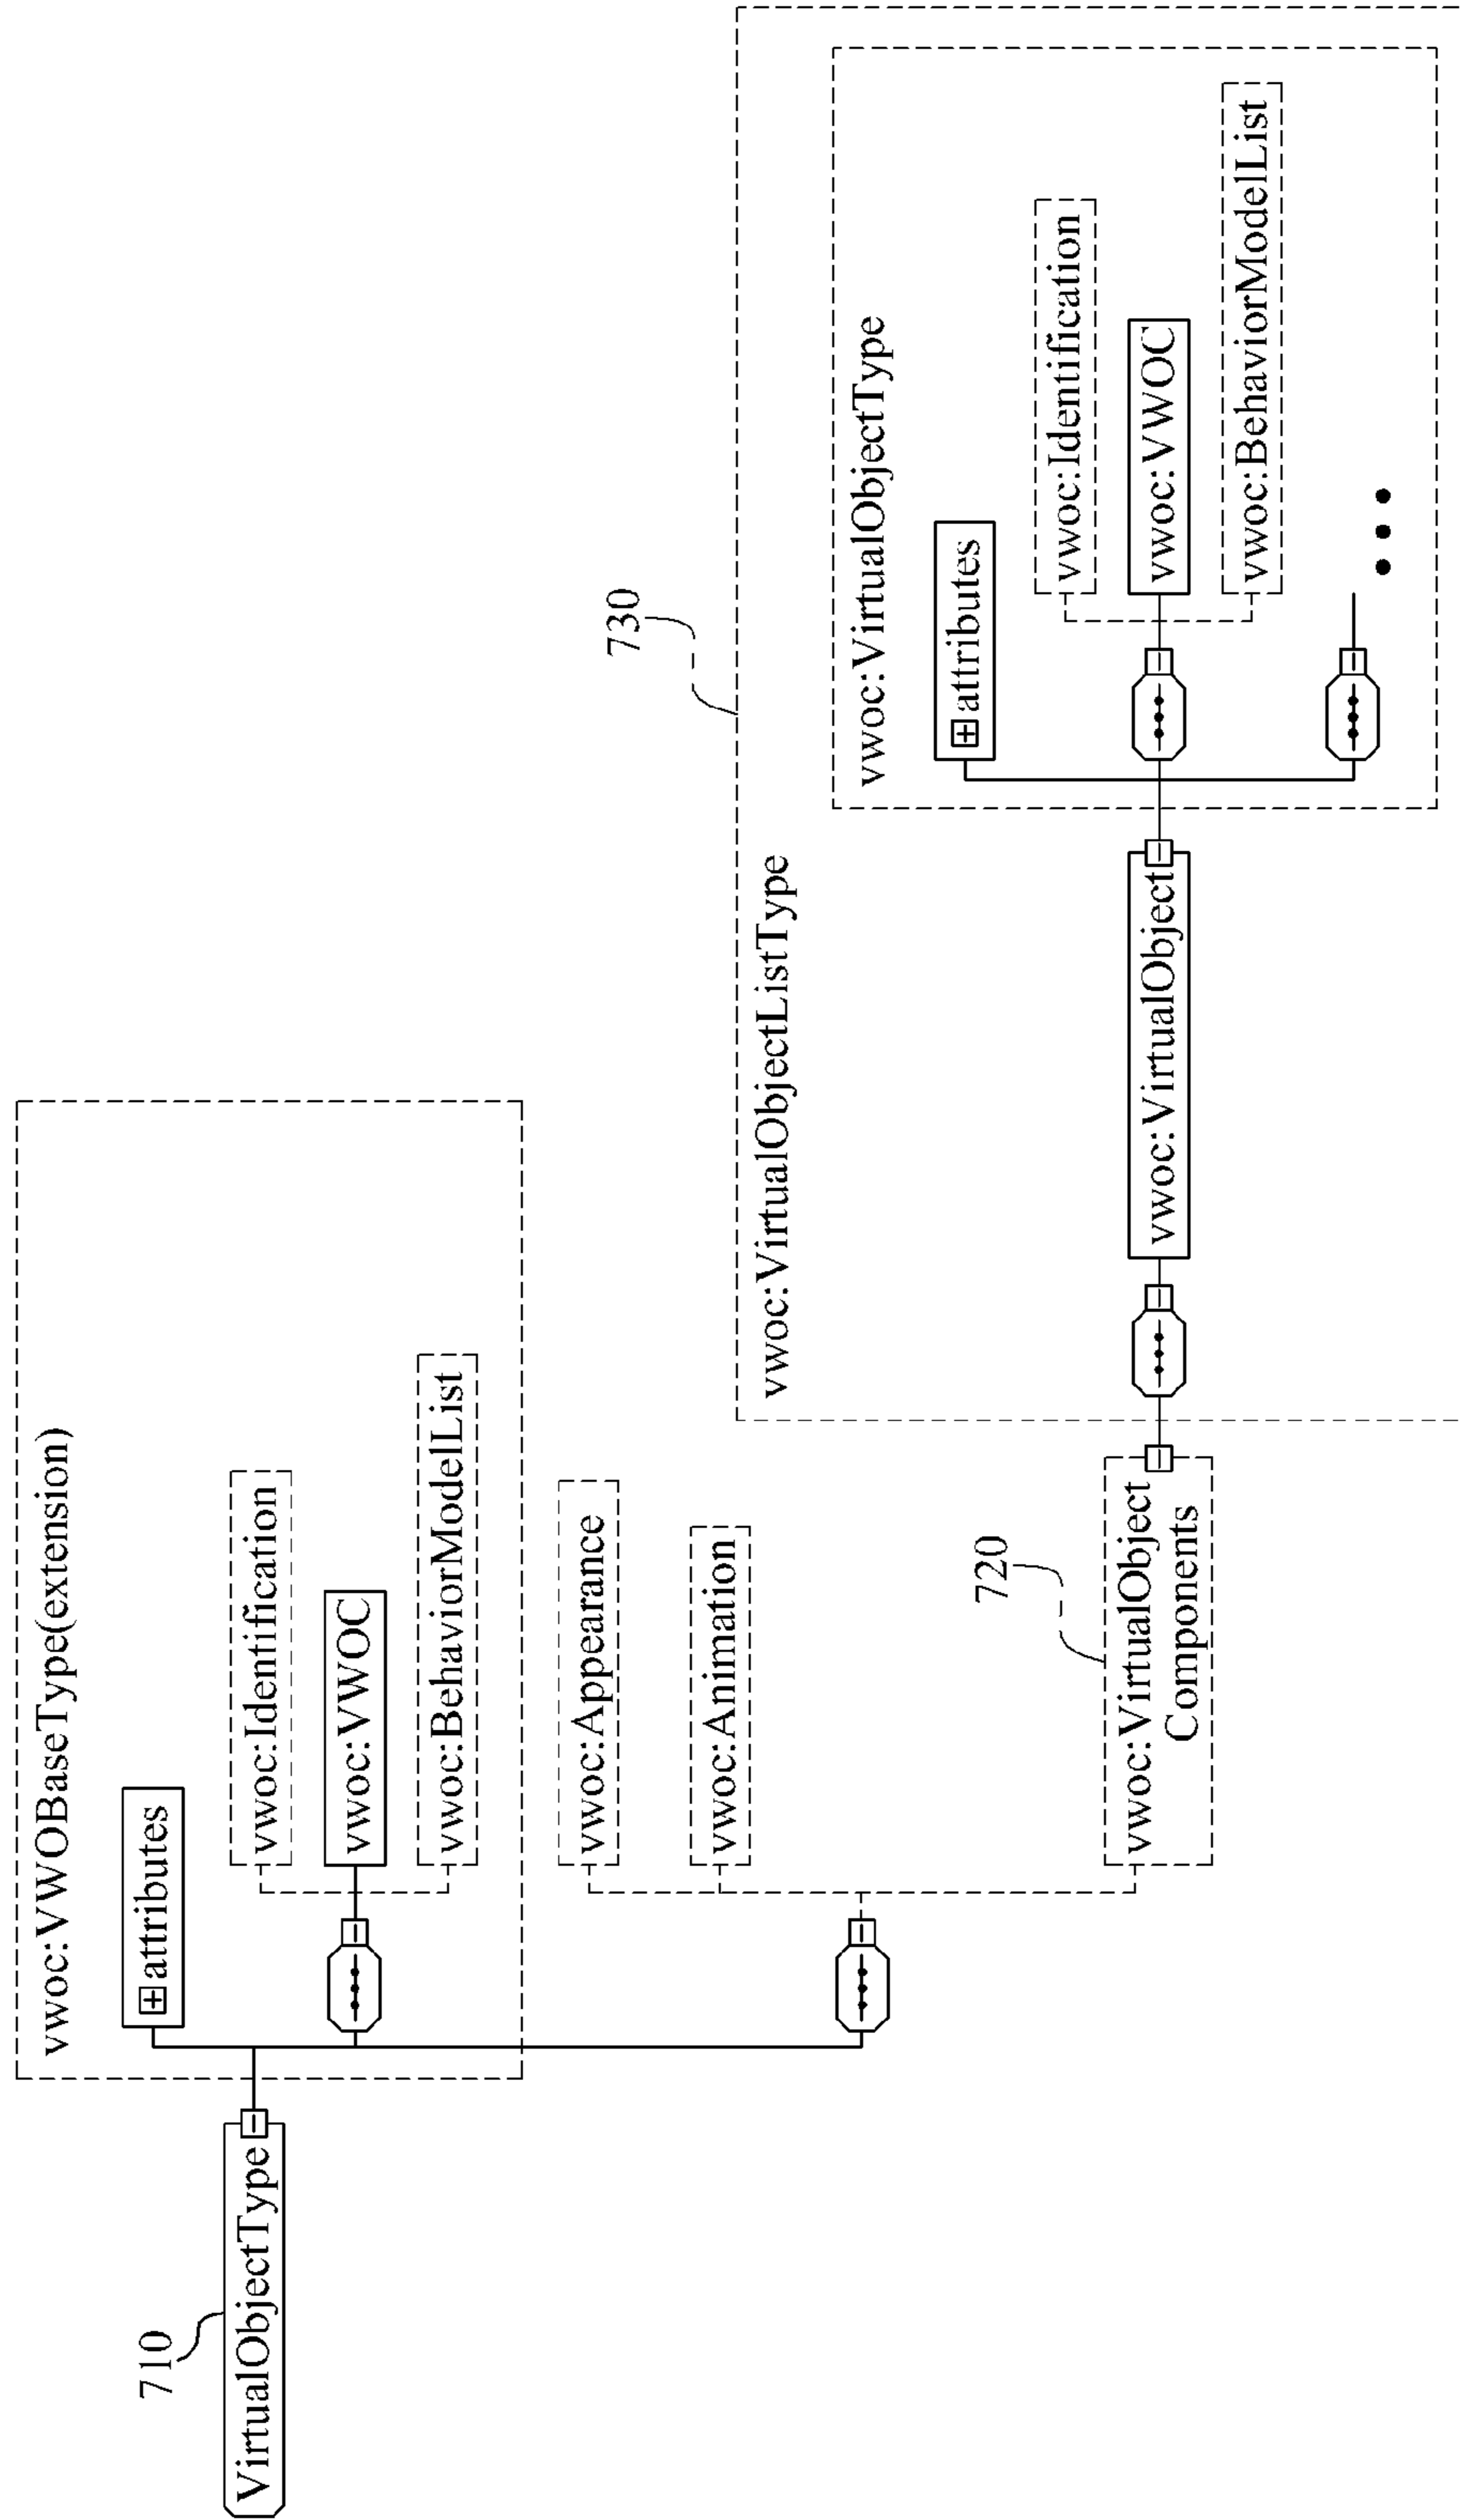 710
VirtualObjectType
vwoc:VWOBaseType(extension)
attributes
vwoc:Identification
vwoc:VWOC
vwoc:BehaviorModelList
vwoc:Appearance
vwoc:Animation
720
vwoc:VirtualObject
Components
730
vwoc:VirtualObjectListType
vwoc:VirtualObject
vwoc:VirtualObjectType
attributes
vwoc:Identification
vwoc:VWOC
vwoc:BehaviorModelList